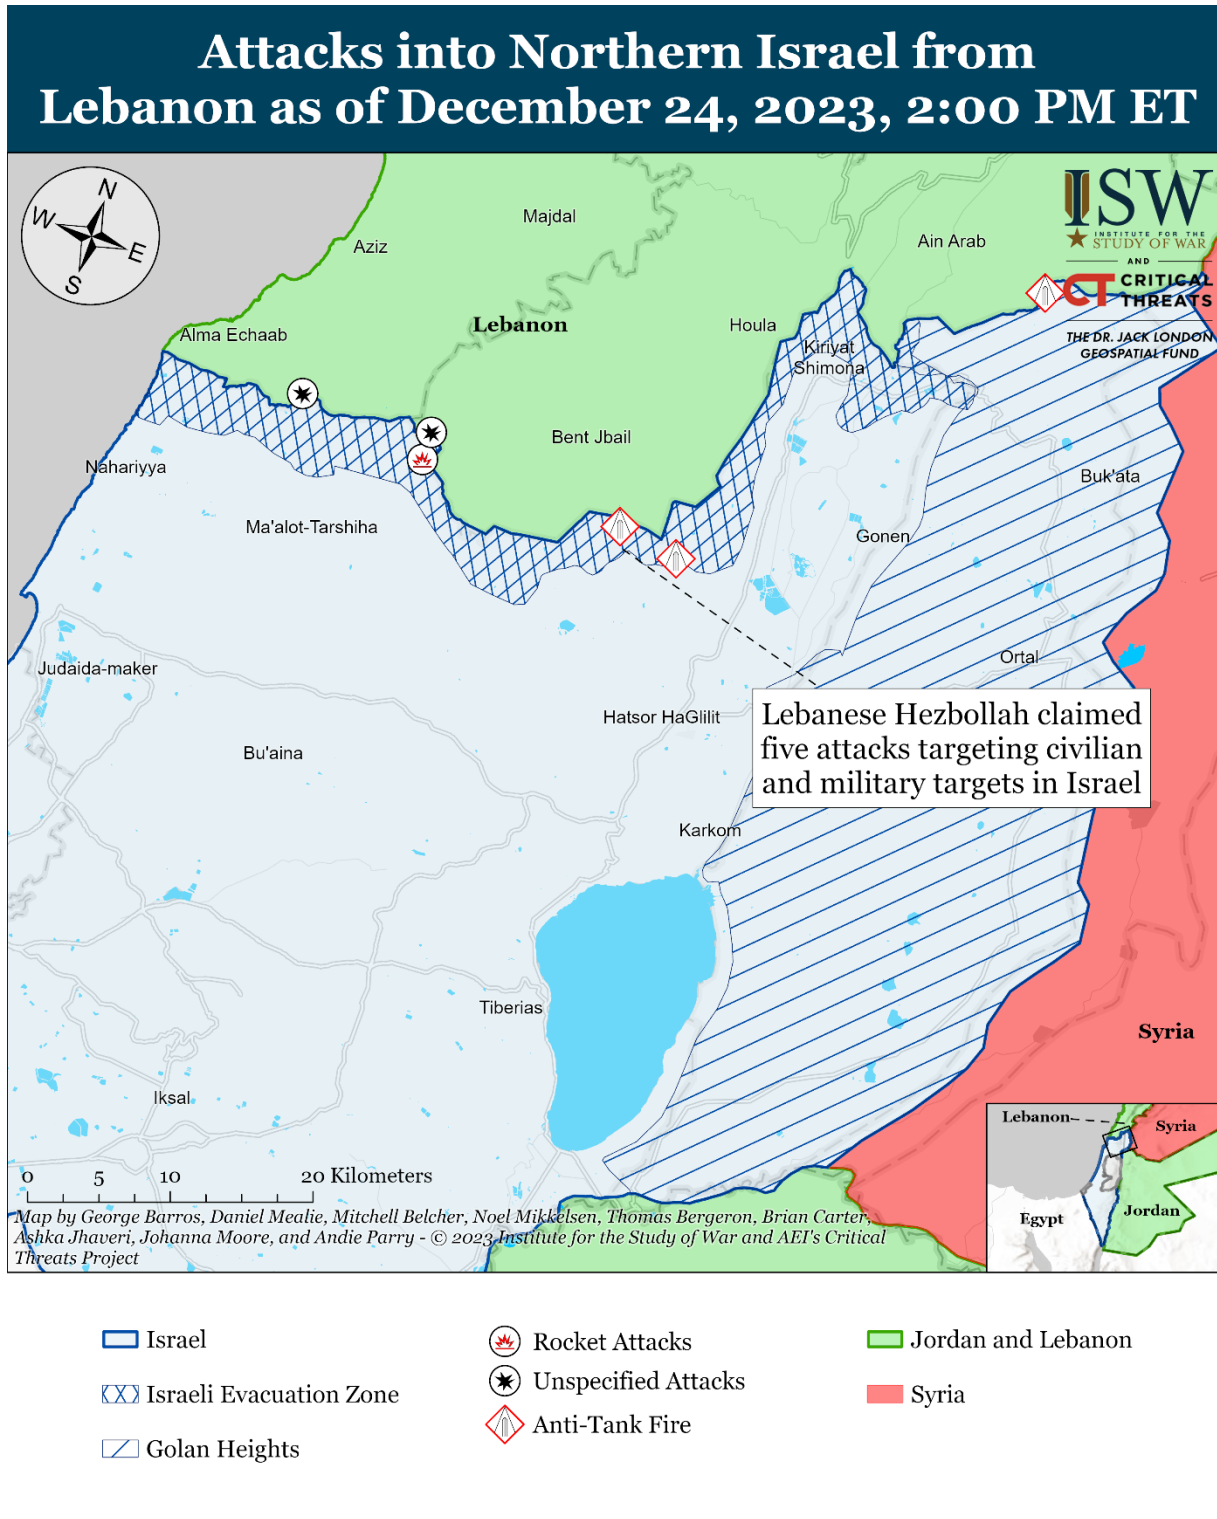 Attacks into Northern Israel from
Lebanon as of December 24, 2023, 2:00 PM ET
N
W
E
S
ISW
INSTITUTE FOR THE
STUDY OF WAR
AND
CT CRITICAL
THREATS
THE DR. JACK LONDON
GEOSPATIAL FUND
Majdal
Ain Arab
Aziz
Alma Echaab
Lebanon
Houla
Kiriyat
Shimona
Bent Jbail
Nahariyya
Buk'ata
Ma'alot-Tarshiha
Gonen
Ortal
Judaida-maker
Hatsor HaGlilit
Lebanese Hezbollah claimed
five attacks targeting civilian
and military targets in Israel
Bu'aina
Karkom
Tiberias
Syria
Iksal
0 5 10 20 Kilometers
Map by George Barros, Daniel Mealie, Mitchell Belcher, Noel Mikkelsen, Thomas Bergeron, Brian Carter,
Ashka Jhaveri, Johanna Moore, and Andie Parry - © 2023 Institute for the Study of War and AEI's Critical
Threats Project
Lebanon
Syria
Egypt
Jordan
Israel
Israeli Evacuation Zone
Golan Heights
Rocket Attacks
Unspecified Attacks
Anti-Tank Fire
Jordan and Lebanon
Syria